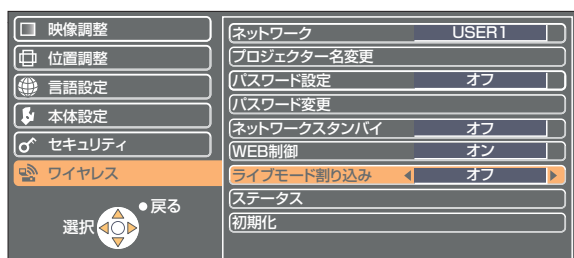 映像調整
位置調整
言語設定
本体設定
セキュリティ
ワイヤレス
●戻る
選択
ネットワーク USER1
プロジェクター名変更
パスワード設定 オフ
パスワード変更
ネットワークスタンバイ オフ
WEB制御 オン
ライブモード割り込み オフ
ステータス
初期化